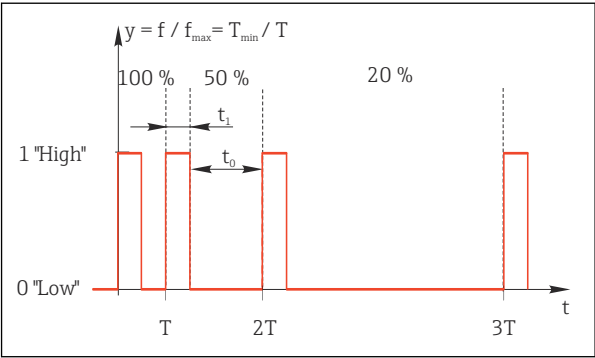 y = f / fmax = Tmin / T
100 % 50 % 20 %
t1
1 "High"
t0
0 "Low"
t
T 2T 3T